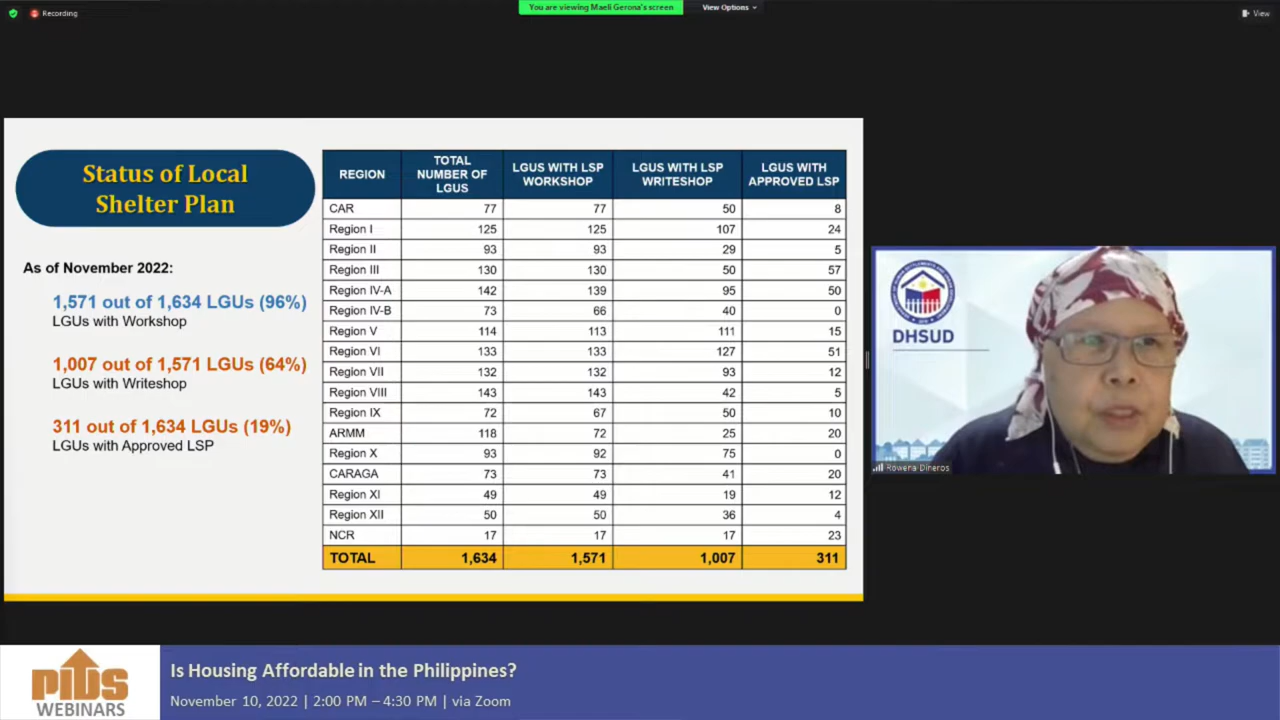 Recording
You are viewing Maeli Gerona's screen
View Options
View
Status of Local
Shelter Plan
As of November 2022:
1,571 out of 1,634 LGUs (96%)
LGUs with Workshop
1,007 out of 1,571 LGUs (64%)
LGUs with Writeshop
311 out of 1,634 LGUs (19%)
LGUs with Approved LSP
REGION TOTAL NUMBER OF LGUS LGUS WITH LSP WORKSHOP LGUS WITH LSP WRITESHOP LGUS WITH APPROVED LSP
CAR 77 77 50 8
Region I 125 125 107 24
Region II 93 93 29 5
Region III 130 130 50 57
Region IV-A 142 139 95 50
Region IV-B 73 66 40 0
Region V 114 113 111 15
Region VI 133 133 127 51
Region VII 132 132 93 12
Region VIII 143 143 42 5
Region IX 72 67 50 10
ARMM 118 72 25 20
Region X 93 92 75 0
CARAGA 73 73 41 20
Region XI 49 49 19 12
Region XII 50 50 36 4
NCR 17 17 17 23
TOTAL 1,634 1,571 1,007 311
DHSUD
Rowena Dineros
PIDS
WEBINARS
Is Housing Affordable in the Philippines?
November 10, 2022 | 2:00 PM – 4:30 PM | via Zoom